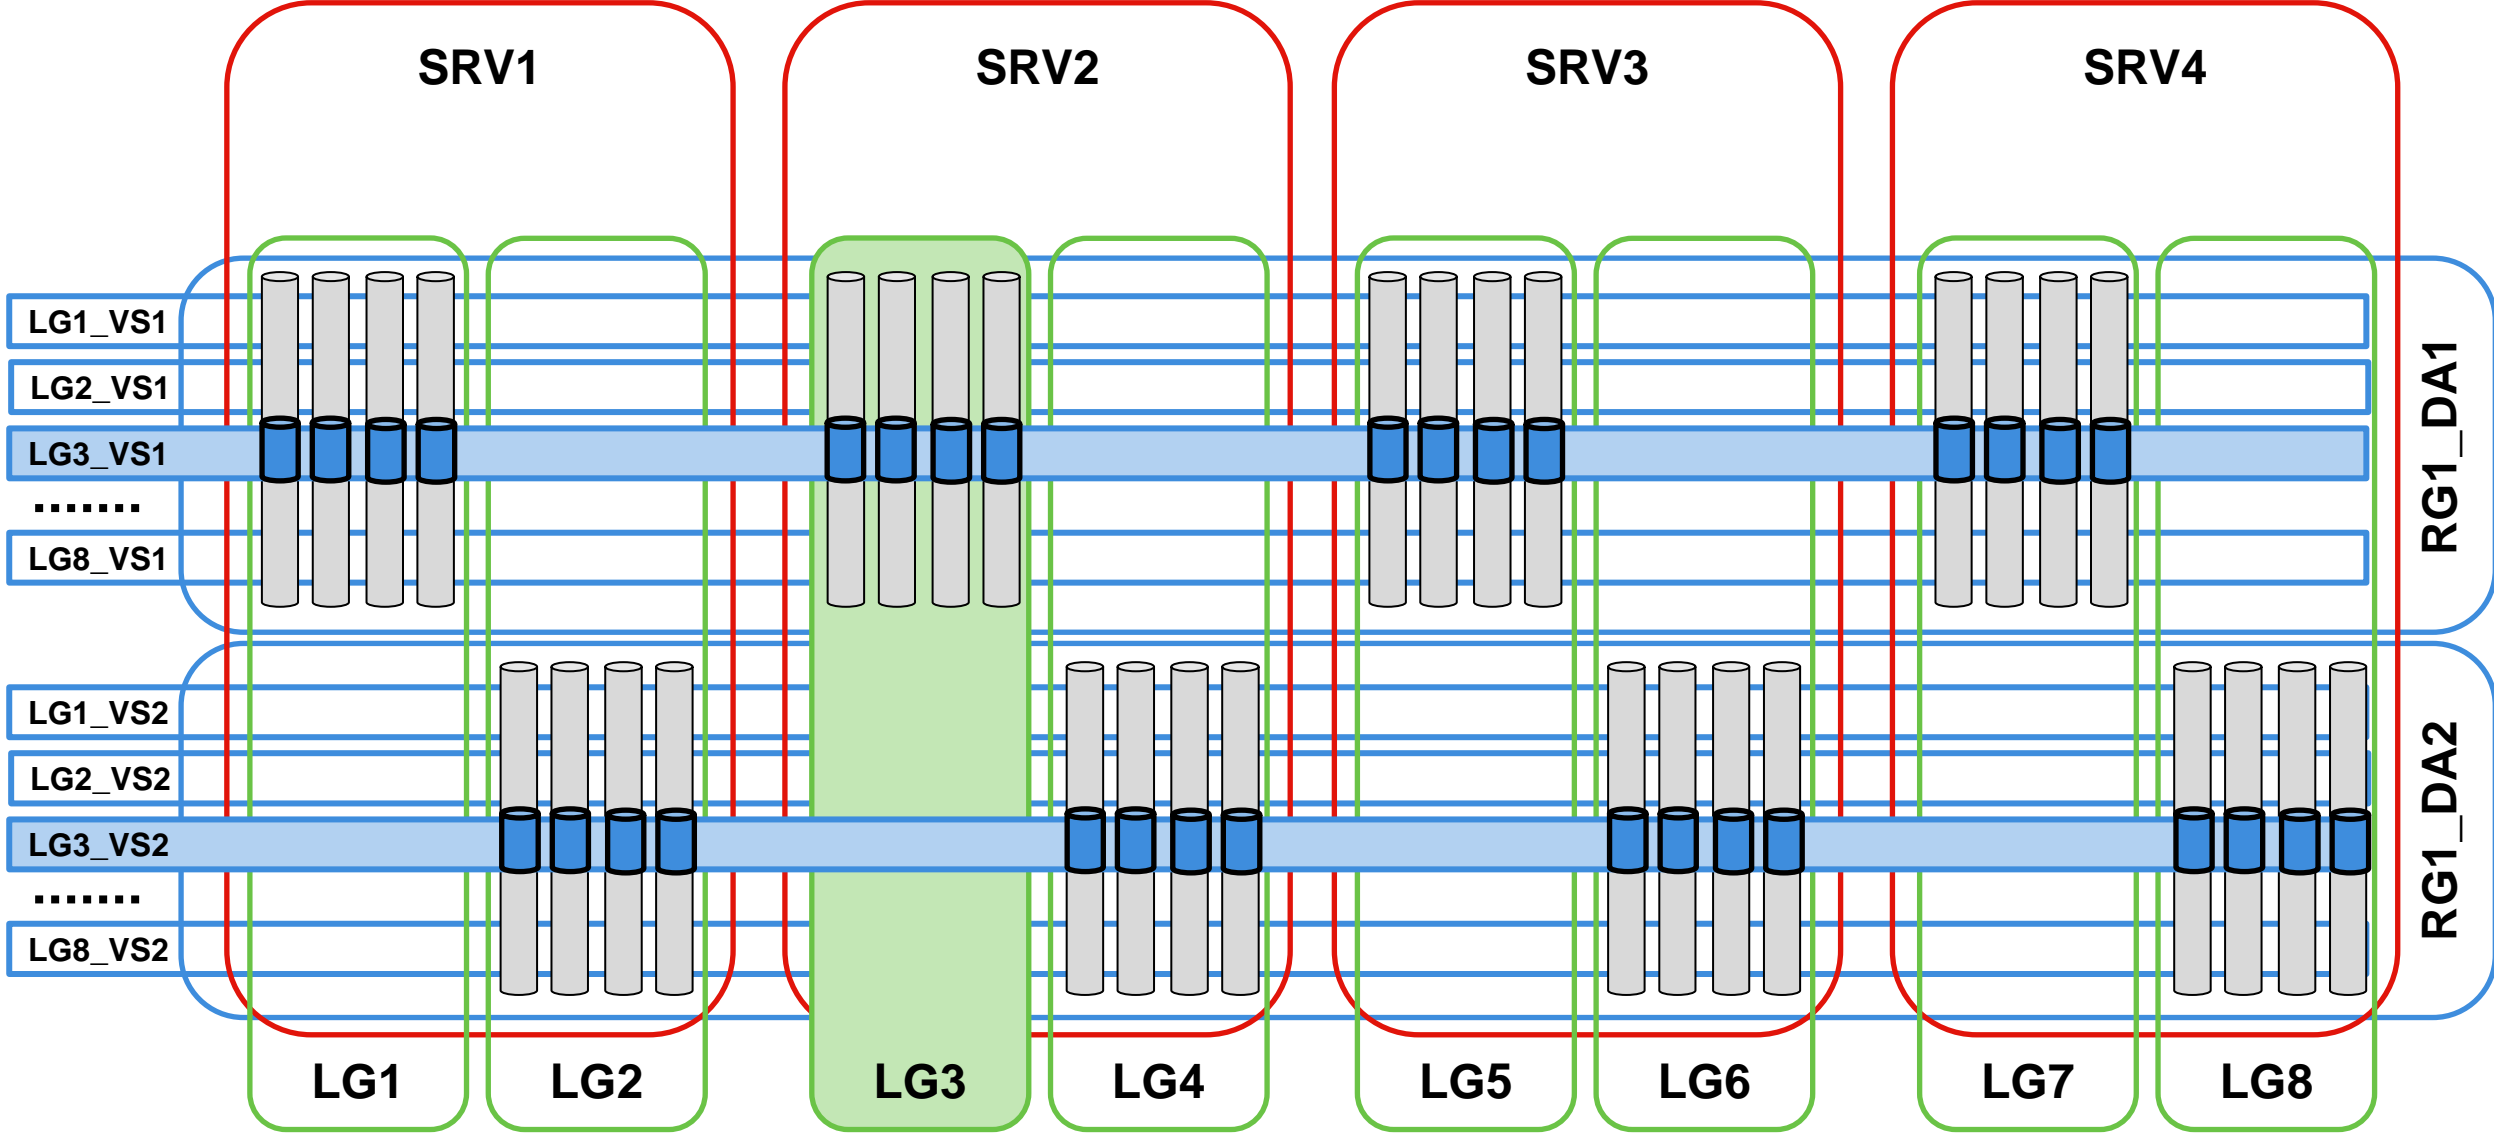 SRV1
SRV2
SRV3
SRV4
LG1_VS1
LG2_VS1
LG3_VS1
.......
LG8_VS1
RG1_DA1
LG1_VS2
LG2_VS2
LG3_VS2
.......
LG8_VS2
RG1_DA2
LG1
LG2
LG3
LG4
LG5
LG6
LG7
LG8